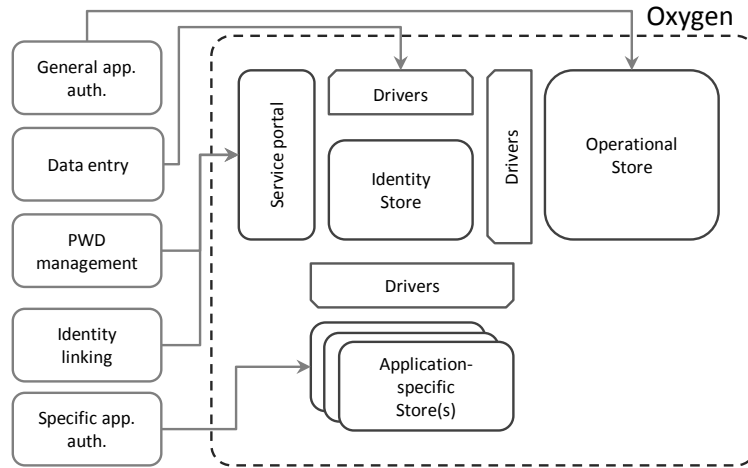 Oxygen
General app.
auth.
Data entry
PWD
management
Identity
linking
Specific app.
auth.
Service portal
Drivers
Identity
Store
Drivers
Operational
Store
Drivers
Application-
specific
Store(s)